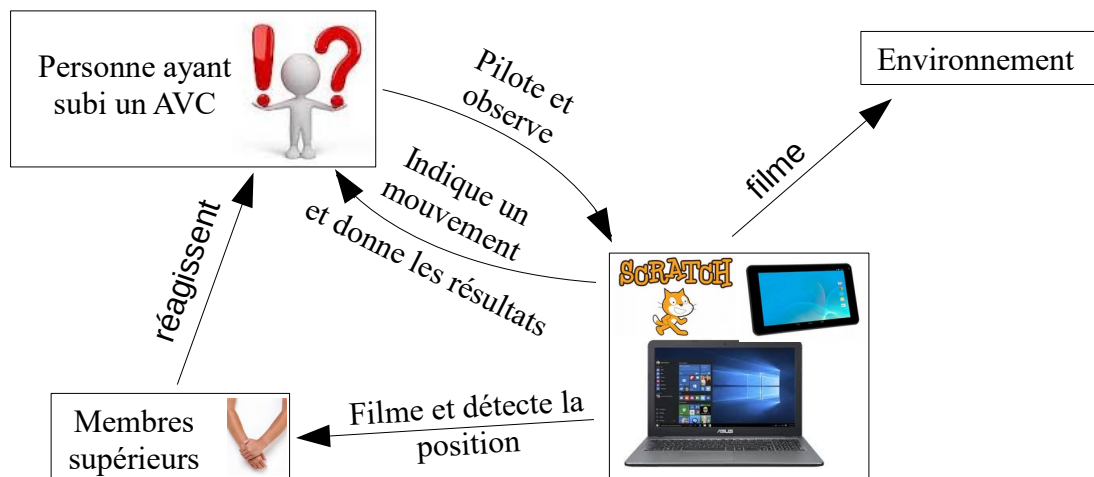 Personne ayant
subi un AVC
Environnement
Pilote et
observe
filme
Indique un
mouvement
et donne les résultats
réagissent
SCRATCH
Membres
supérieurs
Filme et détecte la
position
ASUS